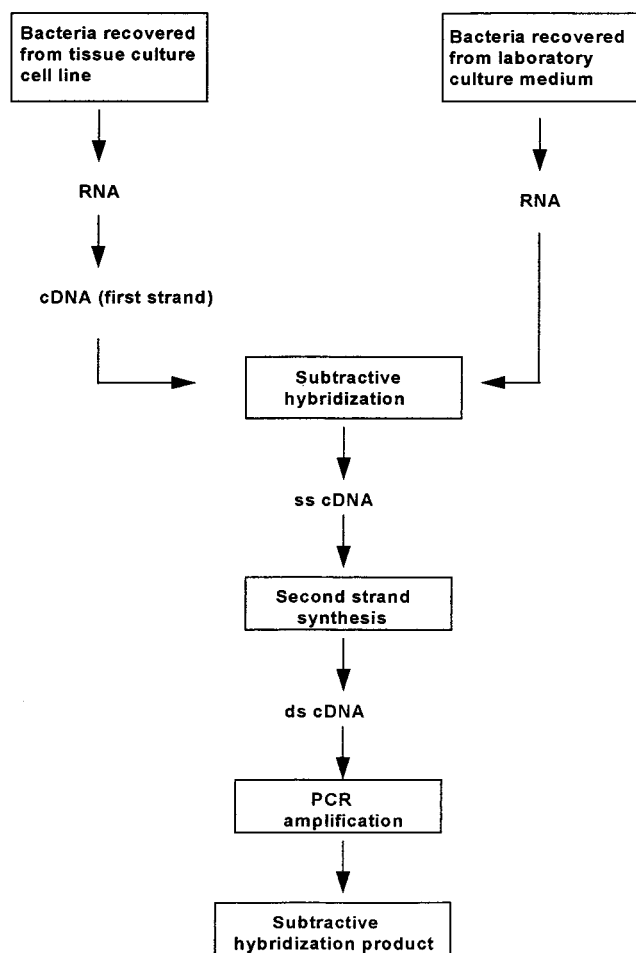 Bacteria recovered
from tissue culture
cell line
Bacteria recovered
from laboratory
culture medium
RNA
RNA
cDNA (first strand)
Subtractive
hybridization
ss cDNA
Second strand
synthesis
ds cDNA
PCR
amplification
Subtractive
hybridization product